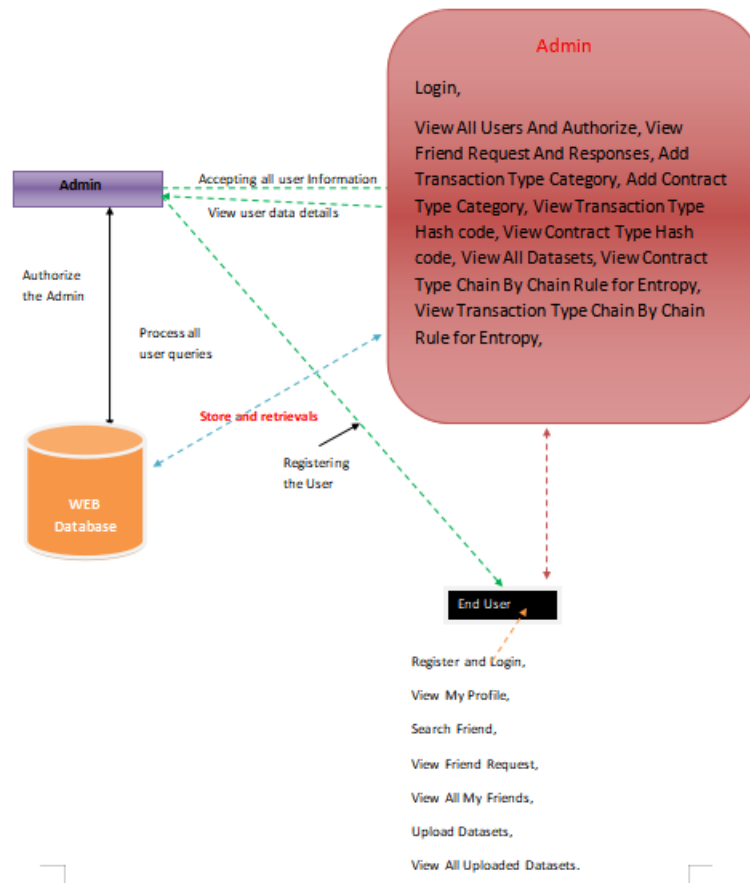 Admin
Login,
View All Users And Authorize, View
Friend Request And Responses, Add
Transaction Type Category, Add Contract
Type Category, View Transaction Type
Hash code, View Contract Type Hash
code, View All Datasets, View Contract
Type Chain By Chain Rule for Entropy,
View Transaction Type Chain By Chain
Rule for Entropy,
Admin
Accepting all user Information
View user data details
Authorize
the Admin
Process all
user queries
Store and retrievals
Registering
the User
WEB
Database
End User
Register and Login,
View My Profile,
Search Friend,
View Friend Request,
View All My Friends,
Upload Datasets,
View All Uploaded Datasets.